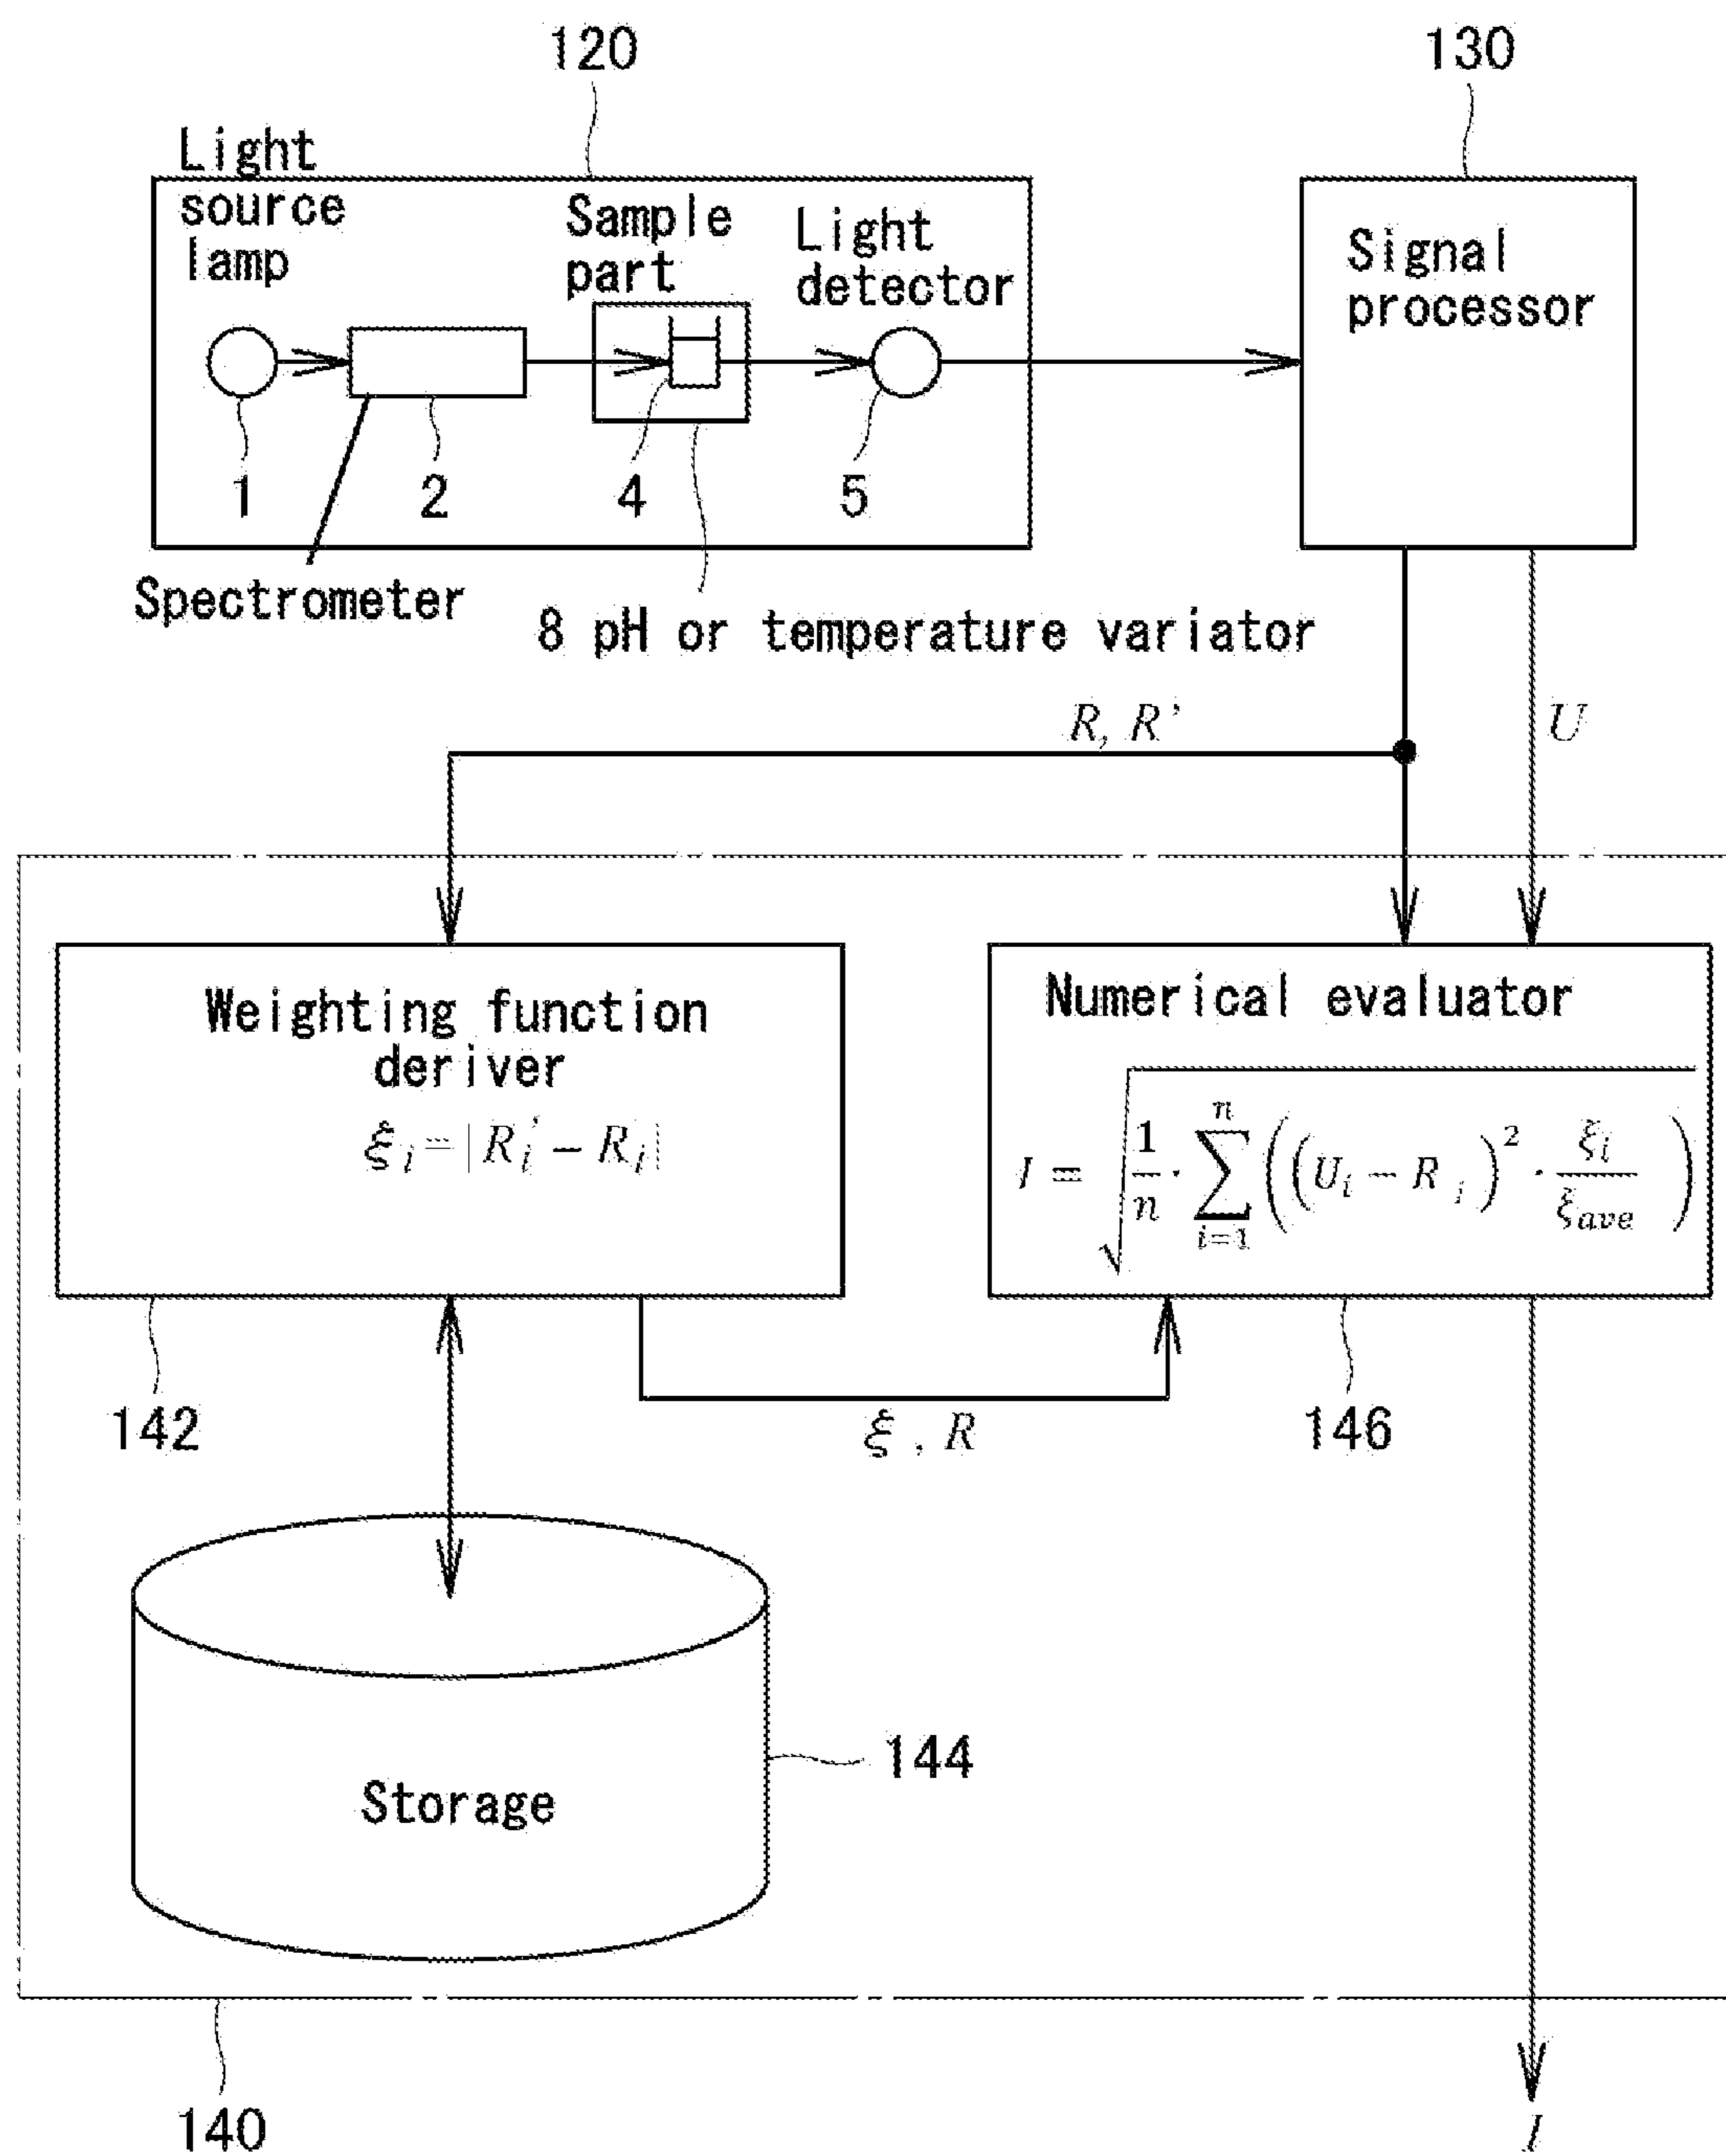 120
130
Light
source
lamp
Sample
part
Light
detector
Signal
processor
1
2
4
5
Spectrometer
8 pH or temperature variator
R, R'
U
Weighting function
deriver
ξi=|Ri'−Ri|
Numerical evaluator
I = √(1/n · Σ_{i=1}^{n} ((Ui − R i)² · ξi/ξave ))
142
ξ , R
146
Storage
144
140
I